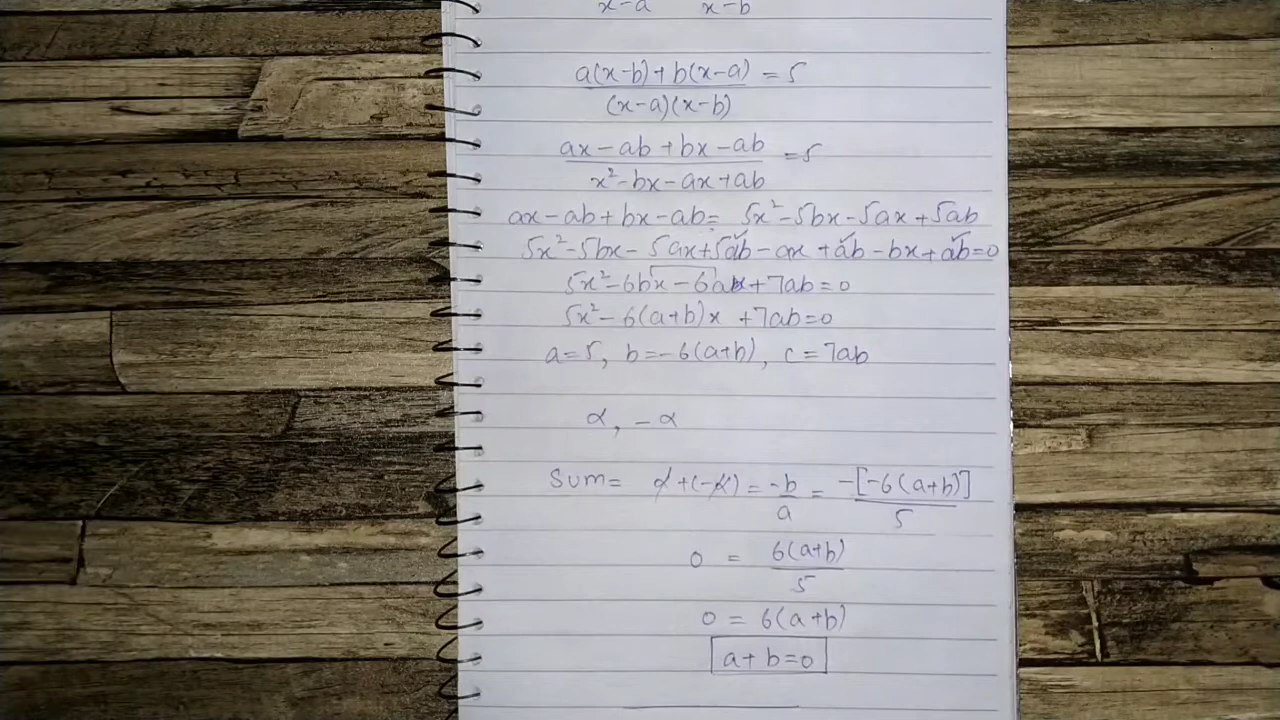 x-a x-b
a(x-b)+b(x-a) = 5
(x-a)(x-b)
ax-ab+bx-ab = 5
x²-bx-ax+ab
ax-ab+bx-ab = 5x²-5bx-5ax+5ab
5x²-5bx-5ax+5ab-ax+ab-bx+ab=0
5x²-6bx-6ax+7ab=0
5x²-6(a+b)x +7ab=0
a=5, b=-6(a+b), c=7ab
α, -α
Sum= α+(-α) = -b/a = -[-6(a+b)]/5
0 = 6(a+b)/5
0 = 6(a+b)
a+b=0